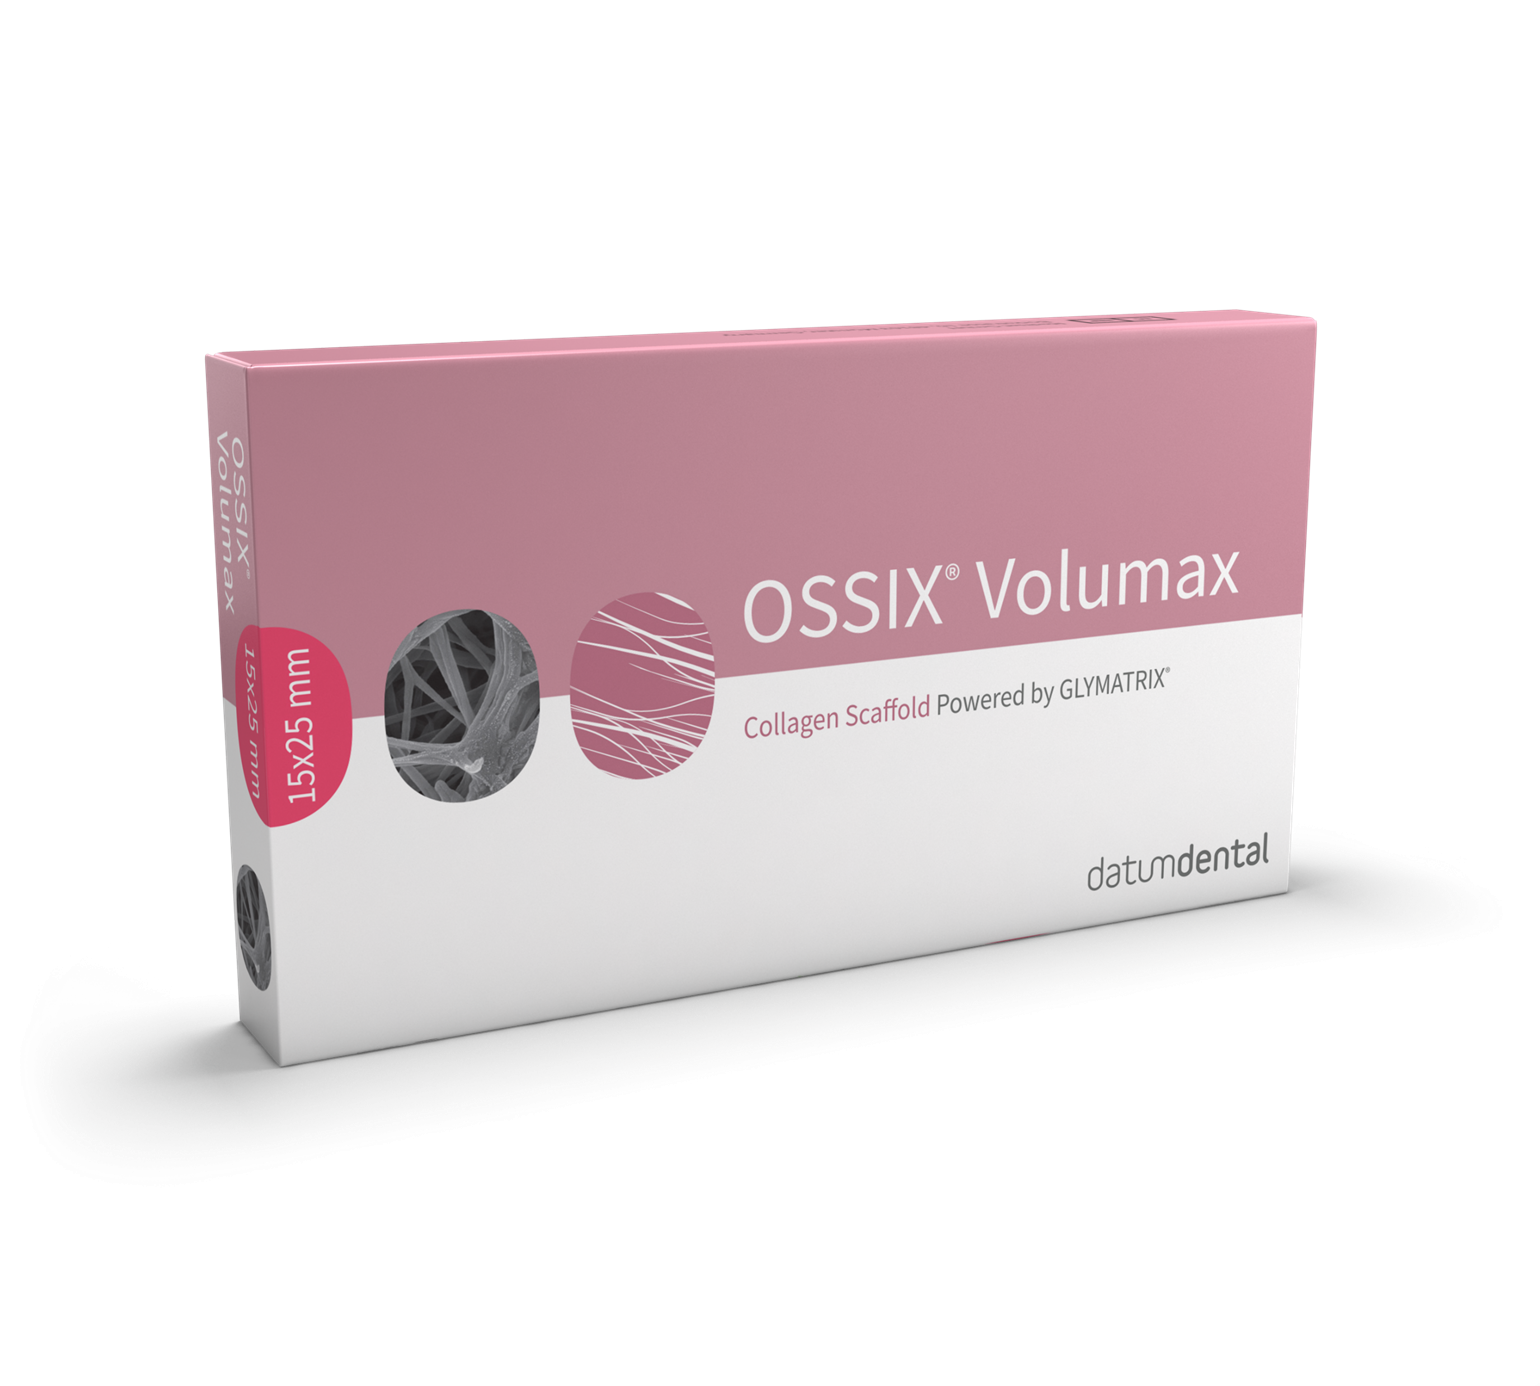 OSSIX® Volumax
Collagen Scaffold Powered by GLYMATRIX®
datumdental
15x25 mm
OSSIX®
Volumax
15x25 mm